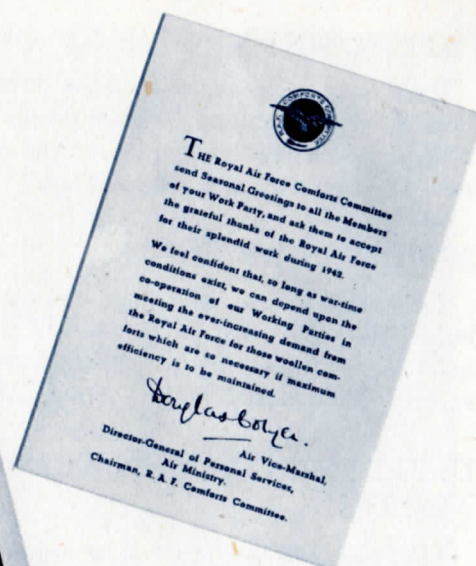 R.A.F. COMFORTS COMMITTEE
THE Royal Air Force Comforts Committee
send Seasonal Greetings to all the Members
of your Work Party, and ask them to accept
the grateful thanks of the Royal Air Force
for their splendid work during 1942.
We feel confident that, so long as war-time
conditions exist, we can depend upon the
co-operation of our Working Parties in
meeting the ever-increasing demand from
the Royal Air Force for those woollen com-
forts which are so necessary if maximum
efficiency is to be maintained.
Douglas Colyer.
Air Vice-Marshal,
Director-General of Personal Services,
Air Ministry.
Chairman, R.A.F. Comforts Committee.